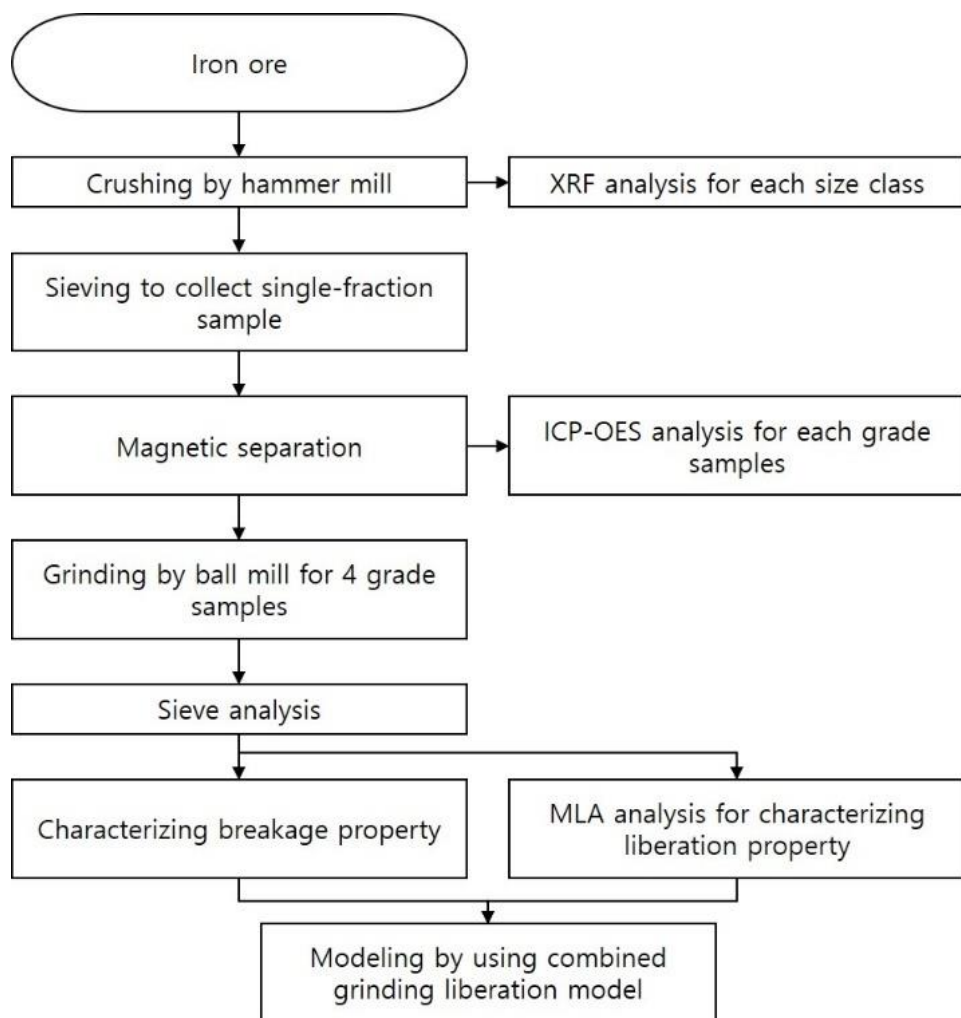 Iron ore
Crushing by hammer mill
XRF analysis for each size class
Sieving to collect single-fraction
sample
Magnetic separation
ICP-OES analysis for each grade
samples
Grinding by ball mill for 4 grade
samples
Sieve analysis
Characterizing breakage property
MLA analysis for characterizing
liberation property
Modeling by using combined
grinding liberation model